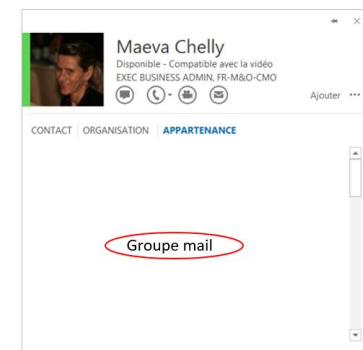 Maeva Chelly
Disponible - Compatible avec la vidéo
EXEC BUSINESS ADMIN, FR-M&O-CMO
Ajouter
CONTACT ORGANISATION APPARTENANCE
Groupe mail